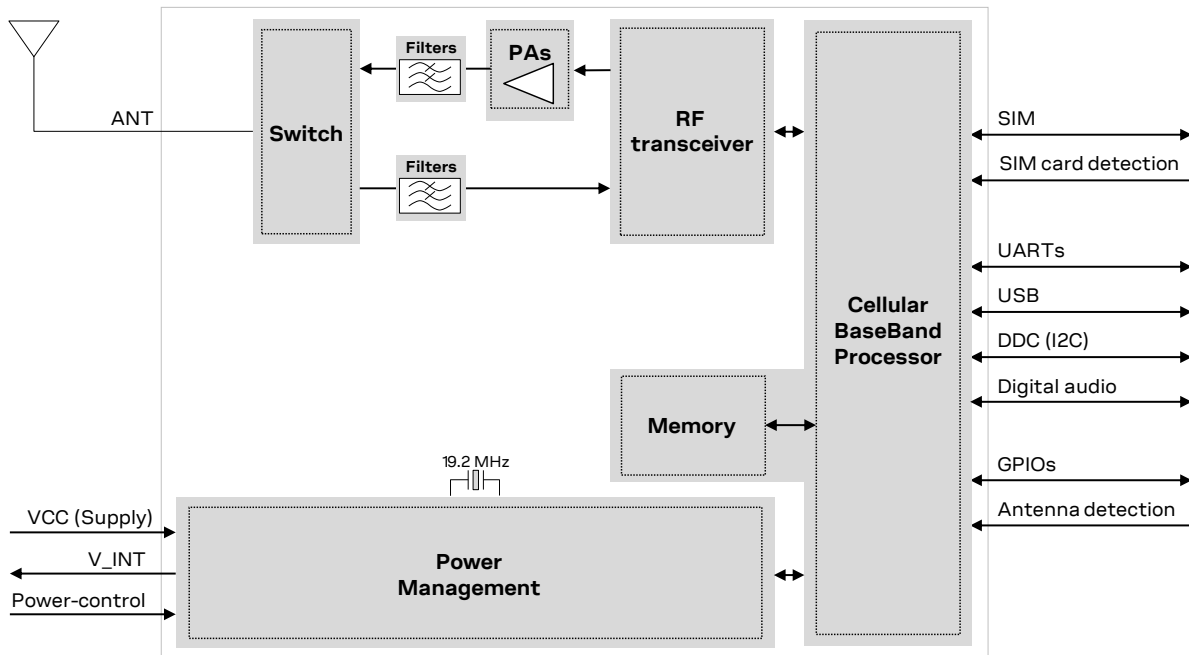 Filters
PAs
ANT
Switch
RF
transceiver
Filters
SIM
SIM card detection
UARTs
USB
DDC (I2C)
Digital audio
GPIOs
Antenna detection
Cellular
BaseBand
Processor
Memory
19.2 MHz
VCC (Supply)
V_INT
Power-control
Power
Management